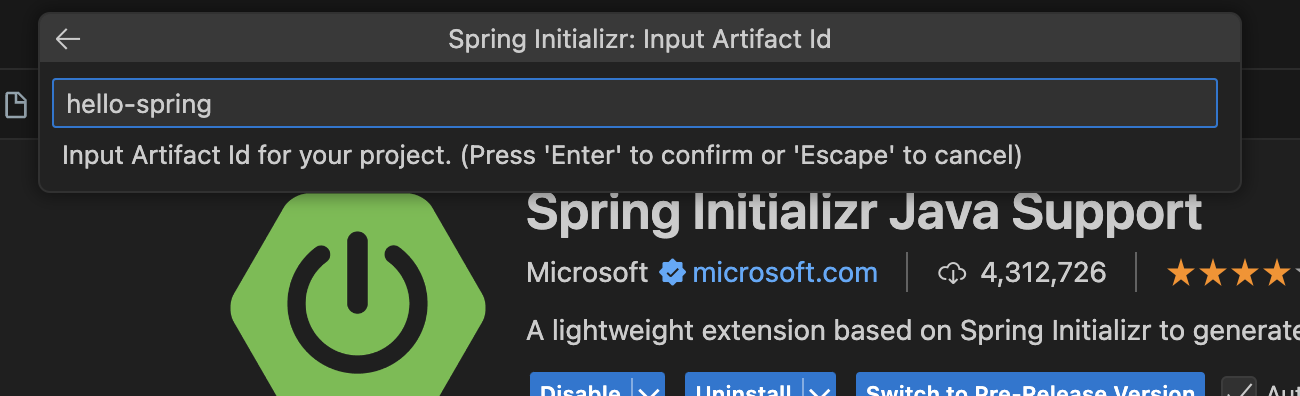 Spring Initializr: Input Artifact Id
hello-spring
Input Artifact Id for your project. (Press 'Enter' to confirm or 'Escape' to cancel)
Spring Initializr Java Support
Microsoft microsoft.com 4,312,726
A lightweight extension based on Spring Initializr to generate
Disable Uninstall Switch to Pre-Release Version